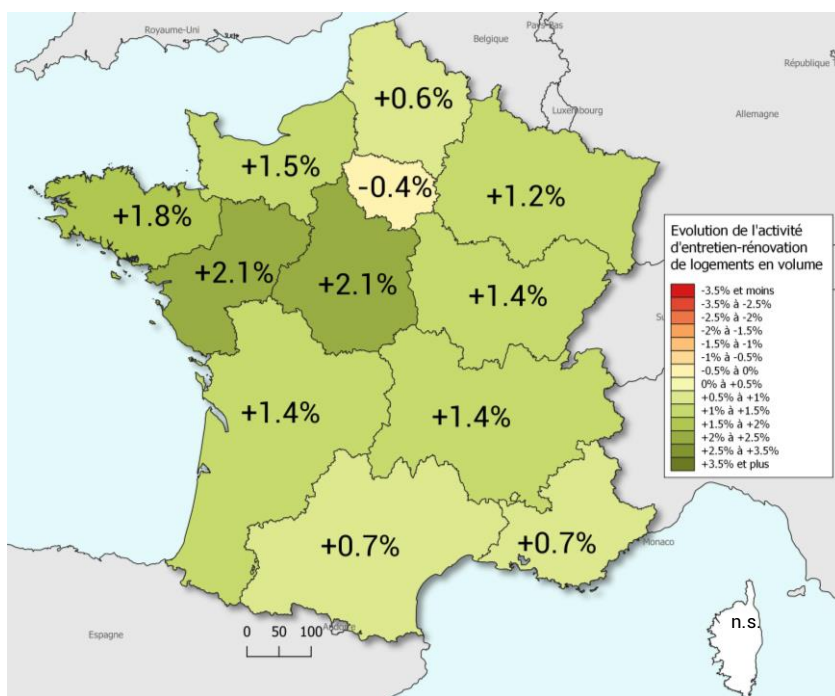 Royaume-Uni
Pays-Bas
Belgique
République T
Luxembourg
Allemagne
+0.6%
+1.5%
-0.4%
+1.2%
+1.8%
+2.1%
+2.1%
+1.4%
Su
+1.4%
+1.4%
+0.7%
+0.7%
Monaco
Andorre
Espagne
n.s.
0 50 100
Evolution de l'activité
d'entretien-rénovation
de logements en volume
-3.5% et moins
-3.5% à -2.5%
-2.5% à -2%
-2% à -1.5%
-1.5% à -1%
-1% à -0.5%
-0.5% à 0%
0% à +0.5%
+0.5% à +1%
+1% à +1.5%
+1.5% à +2%
+2% à +2.5%
+2.5% à +3.5%
+3.5% et plus